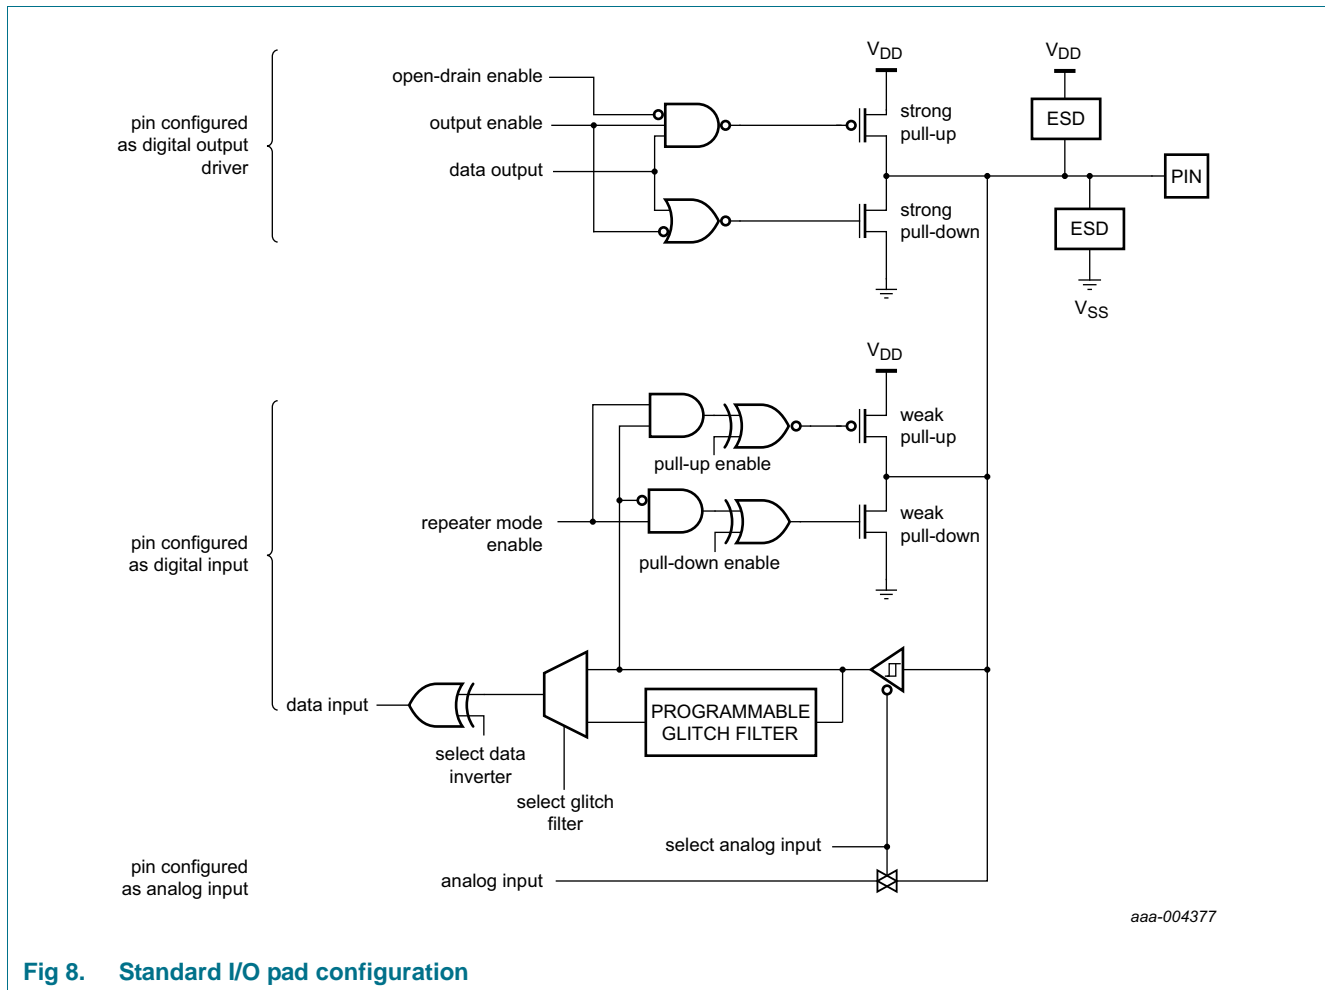 VDD
VDD
open-drain enable
strong
pull-up
ESD
pin configured
as digital output
driver
output enable
data output
PIN
strong
pull-down
ESD
VSS
VDD
weak
pull-up
pull-up enable
repeater mode
enable
weak
pull-down
pin configured
as digital input
pull-down enable
data input
PROGRAMMABLE
GLITCH FILTER
select data
inverter
select glitch
filter
select analog input
pin configured
as analog input
analog input
aaa-004377
Fig 8. Standard I/O pad configuration